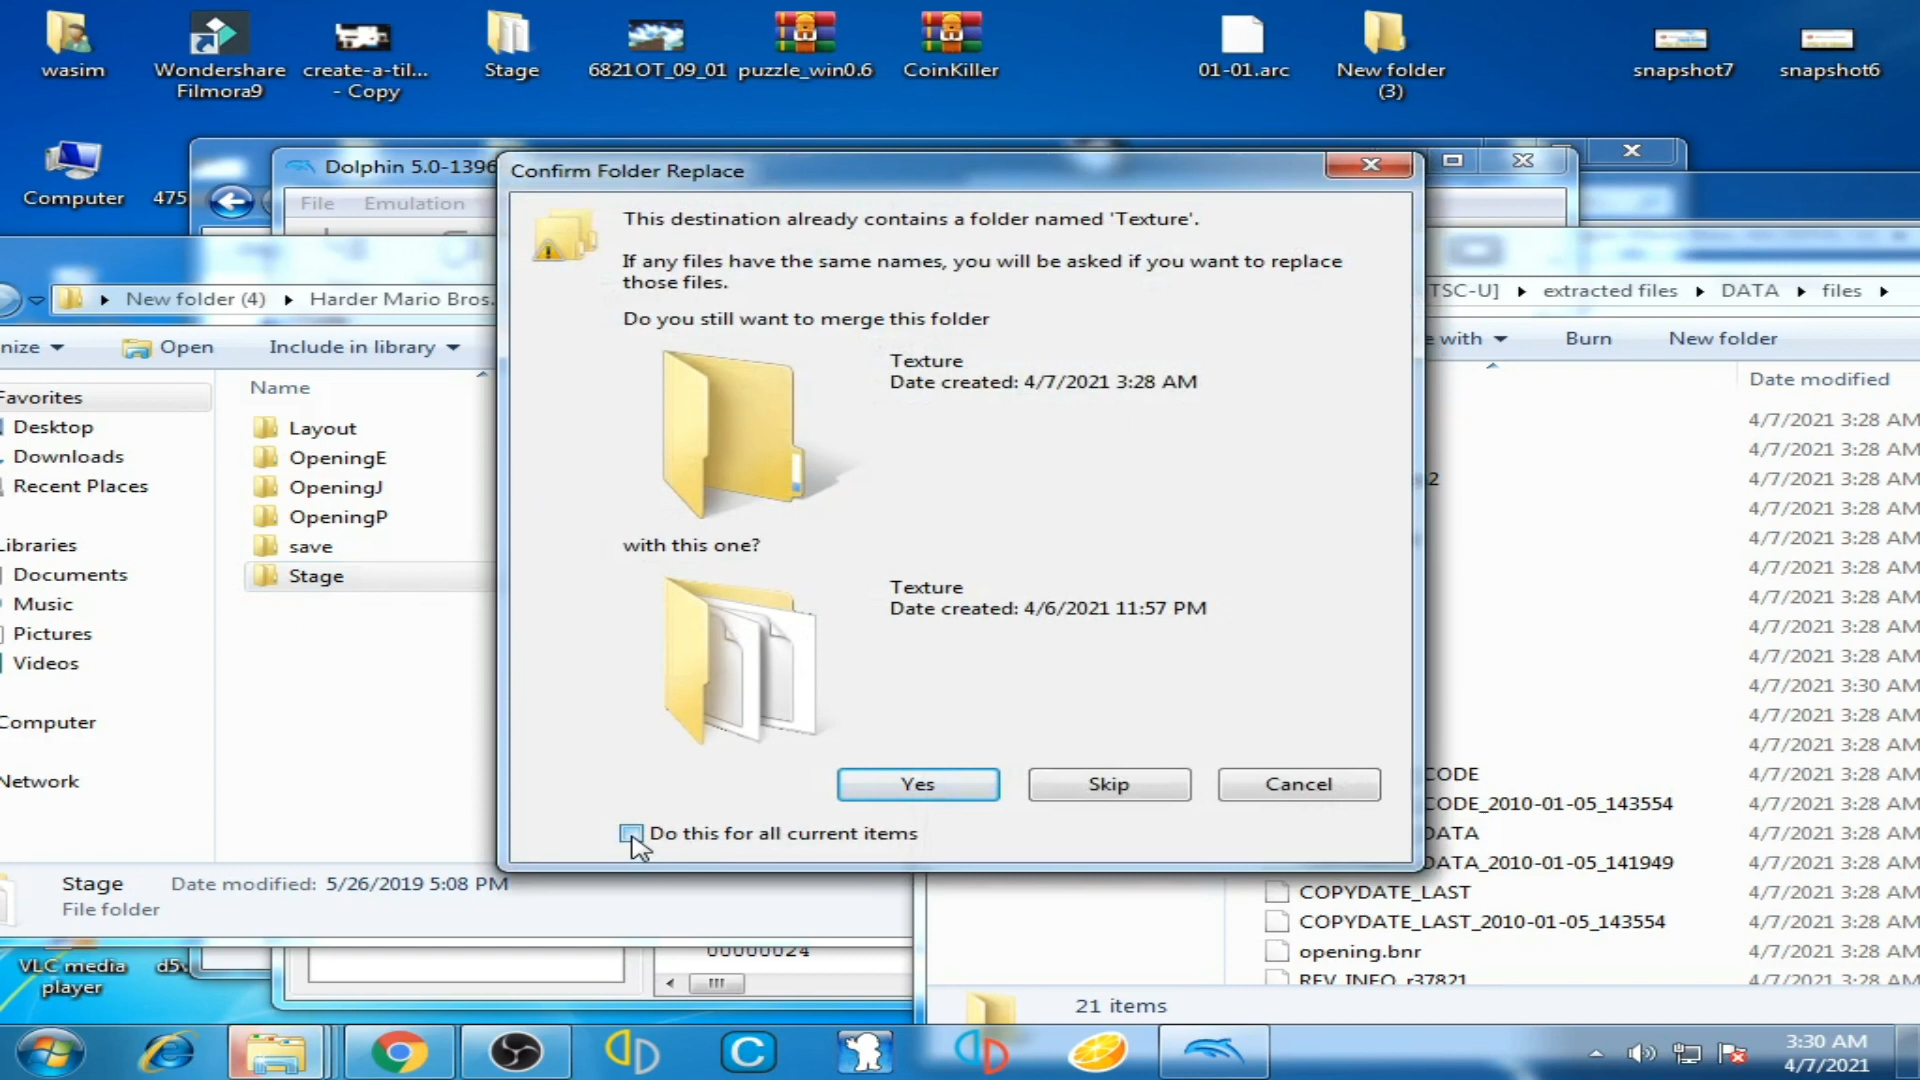 wasim
Wondershare
Filmora9
create-a-til...
- Copy
Stage
6821OT_09_01
puzzle_win0.6
CoinKiller
01-01.arc
New folder
(3)
snapshot7
snapshot6
Computer
475
Dolphin 5.0-1396
File Emulation
Confirm Folder Replace
This destination already contains a folder named 'Texture'.
If any files have the same names, you will be asked if you want to replace
those files.
Do you still want to merge this folder
Texture
Date created: 4/7/2021 3:28 AM
with this one?
Texture
Date created: 4/6/2021 11:57 PM
Yes
Skip
Cancel
Do this for all current items
New folder (4) Harder Mario Bros.
nize Open Include in library
Favorites
Desktop
Downloads
Recent Places
Libraries
Documents
Music
Pictures
Videos
Computer
Network
Name
Layout
OpeningE
OpeningJ
OpeningP
save
Stage
Stage Date modified: 5/26/2019 5:08 PM
File folder
TSC-U] extracted files DATA files
e with Burn New folder
Date modified
4/7/2021 3:28 AM
4/7/2021 3:28 AM
2 4/7/2021 3:28 AM
4/7/2021 3:28 AM
4/7/2021 3:28 AM
4/7/2021 3:28 AM
4/7/2021 3:28 AM
4/7/2021 3:28 AM
4/7/2021 3:28 AM
4/7/2021 3:30 AM
4/7/2021 3:28 AM
4/7/2021 3:28 AM
CODE 4/7/2021 3:28 AM
CODE_2010-01-05_143554 4/7/2021 3:28 AM
DATA 4/7/2021 3:28 AM
DATA_2010-01-05_141949 4/7/2021 3:28 AM
COPYDATE_LAST 4/7/2021 3:28 AM
COPYDATE_LAST_2010-01-05_143554 4/7/2021 3:28 AM
opening.bnr 4/7/2021 3:28 AM
REV_INFO_r37821 4/7/2021 3:28 AM
21 items
00000024
VLC media
player
d5v
3:30 AM
4/7/2021